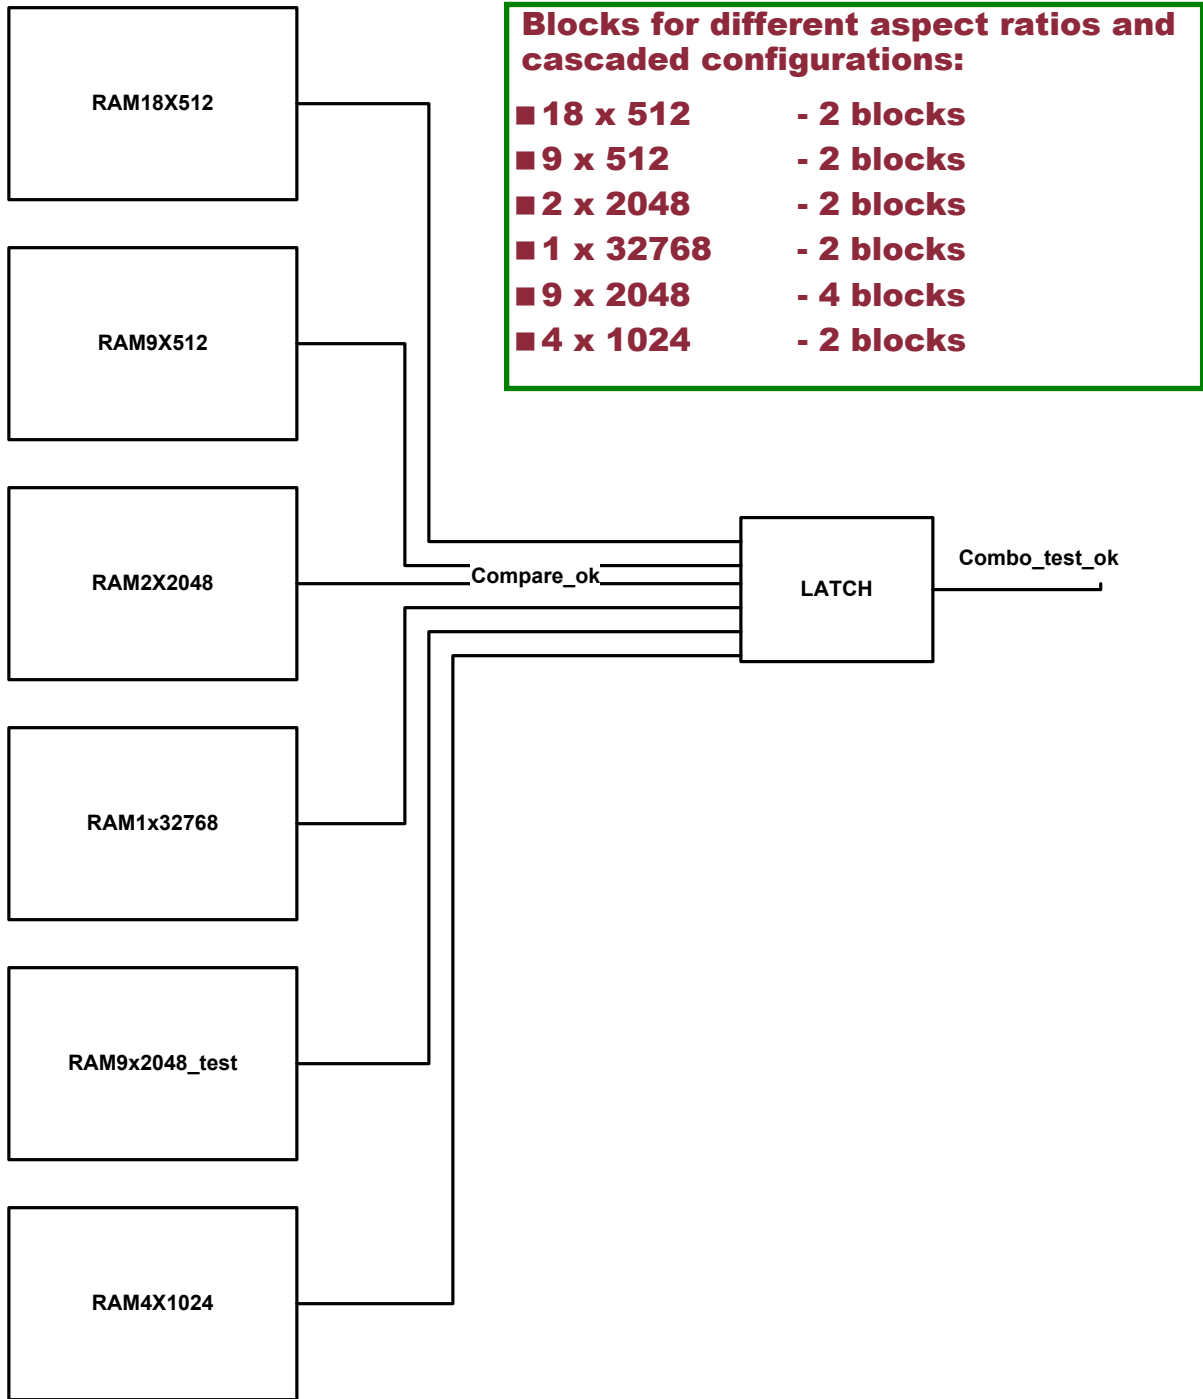 Blocks for different aspect ratios and
cascaded configurations:
■ 18 x 512 - 2 blocks
■ 9 x 512 - 2 blocks
■ 2 x 2048 - 2 blocks
■ 1 x 32768 - 2 blocks
■ 9 x 2048 - 4 blocks
■ 4 x 1024 - 2 blocks
RAM18X512
RAM9X512
RAM2X2048
RAM1x32768
RAM9x2048_test
RAM4X1024
Compare_ok
LATCH
Combo_test_ok